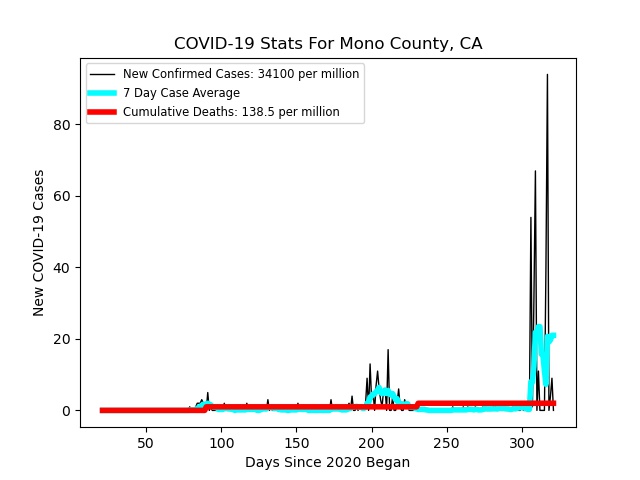 COVID-19 Stats For Mono County, CA
New Confirmed Cases: 34100 per million
7 Day Case Average
Cumulative Deaths: 138.5 per million
New COVID-19 Cases
80
60
40
20
0
50 100 150 200 250 300
Days Since 2020 Began